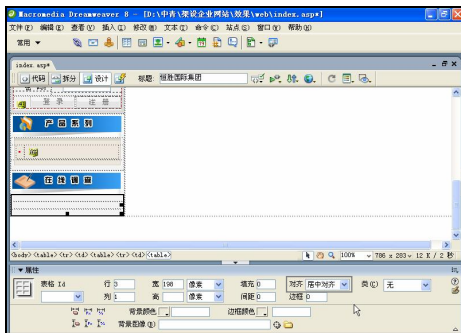 Macromedia Dreamweaver 8 - [D:\中青\架设企业网站\效果\web\index.asp*]
文件(F) 编辑(E) 查看(V) 插入(I) 修改(M) 文本(T) 命令(C) 站点(S) 窗口(W) 帮助(H)
常用
index.asp*
代码 拆分 设计 标题: 恒胜国际集团
登录 注册
产品系列
在线调查
<body><table><tr><td><table><tr><td><table> 100% 786 x 283 12 K / 2 秒
属性
表格 Id 行 3 宽 198 像素 填充 0 对齐 居中对齐 类(C) 无
列 1 高 像素 间距 0 边框 0
背景颜色 边框颜色
背景图像(B)